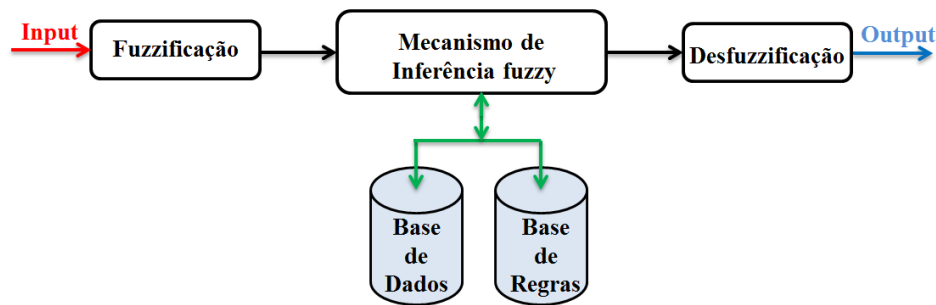 Input
Fuzzificação
Mecanismo de
Inferência fuzzy
Desfuzzificação
Output
Base
de
Dados
Base
de
Regras